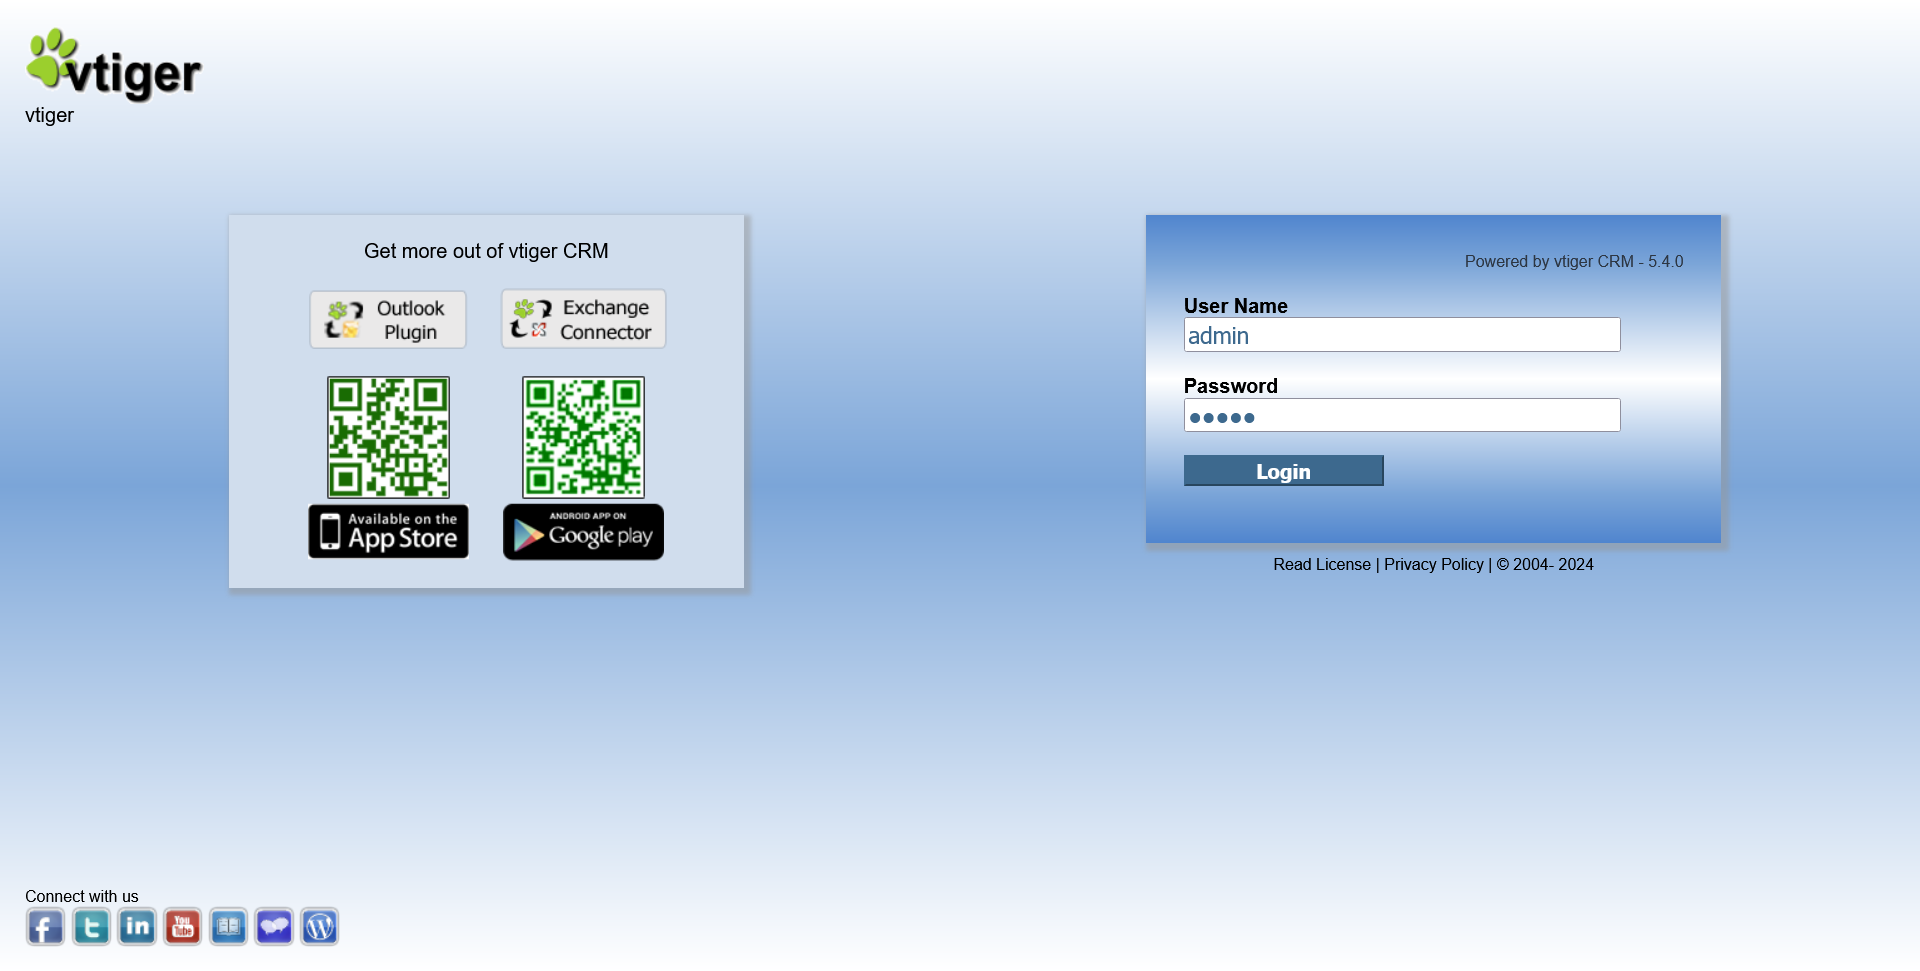 vtiger
vtiger
Get more out of vtiger CRM
Outlook
Plugin
Exchange
Connector
Available on the
App Store
ANDROID APP ON
Google play
Powered by vtiger CRM - 5.4.0
User Name
admin
Password
●●●●●
Login
Read License | Privacy Policy | © 2004- 2024
Connect with us
f
t
in
You
Tube
W